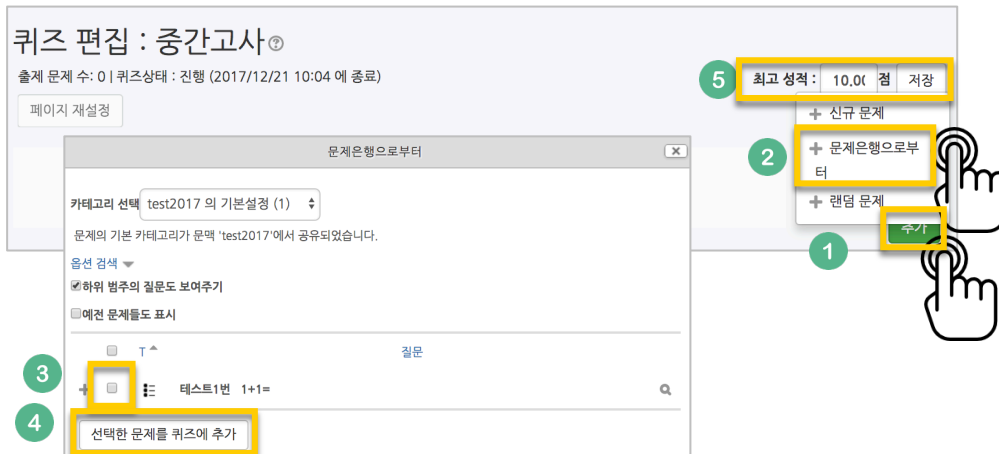 퀴즈 편집 : 중간고사
출제 문제 수: 0 | 퀴즈상태 : 진행 (2017/12/21 10:04 에 종료)
페이지 재설정
5
최고 성적 : 10.0( 점 저장
+ 신규 문제
2
+ 문제은행으로부
터
+ 랜덤 문제
추가
1
문제은행으로부터
카테고리 선택 test2017 의 기본설정 (1)
문제의 기본 카테고리가 문맥 'test2017'에서 공유되었습니다.
옵션 검색
하위 범주의 질문도 보여주기
예전 문제들도 표시
T 질문
3
+ 테스트1번 1+1=
4
선택한 문제를 퀴즈에 추가